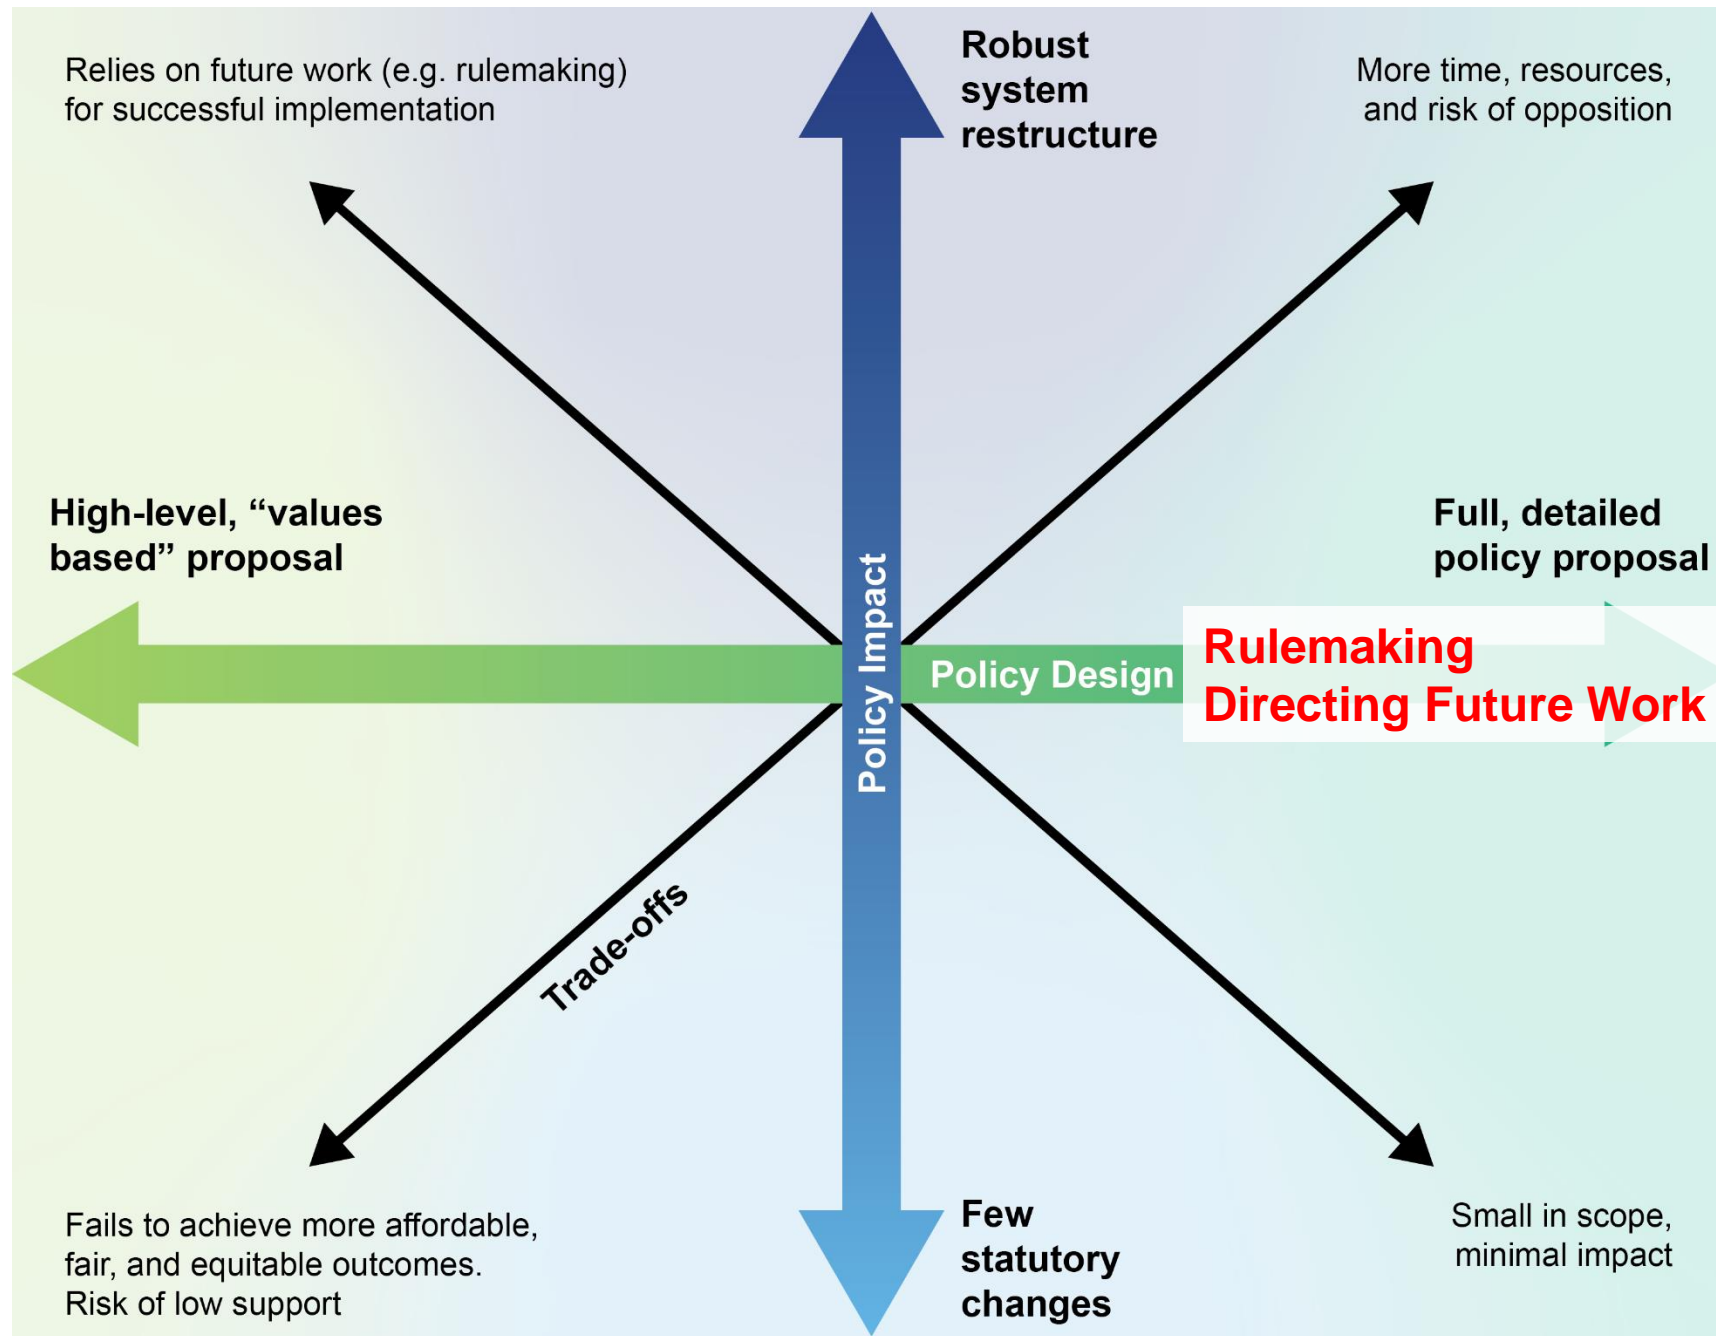 Relies on future work (e.g. rulemaking)
for successful implementation
Robust
system
restructure
More time, resources,
and risk of opposition
High-level, “values
based” proposal
Full, detailed
policy proposal
Policy Impact
Policy Design
Rulemaking
Directing Future Work
Trade-offs
Fails to achieve more affordable,
fair, and equitable outcomes.
Risk of low support
Few
statutory
changes
Small in scope,
minimal impact